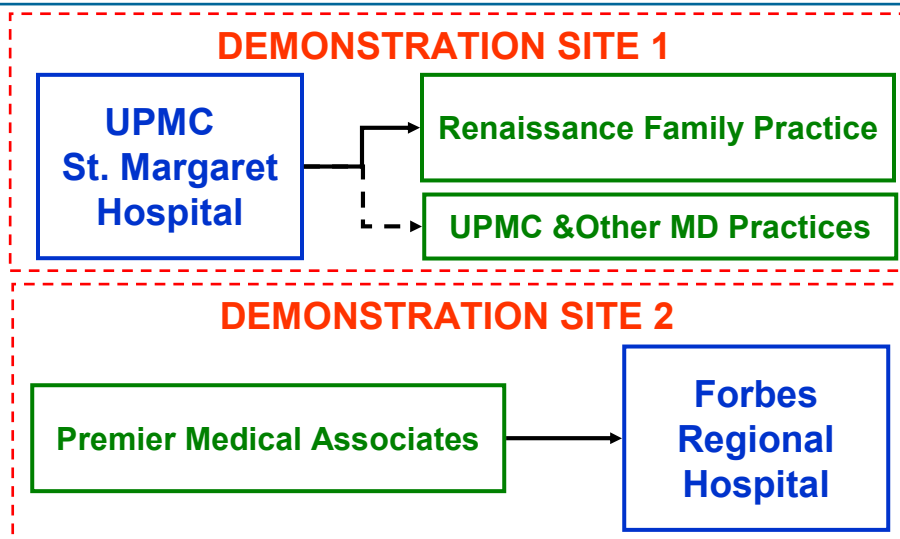 DEMONSTRATION SITE 1
UPMC
St. Margaret
Hospital
Renaissance Family Practice
UPMC &Other MD Practices
DEMONSTRATION SITE 2
Premier Medical Associates
Forbes
Regional
Hospital